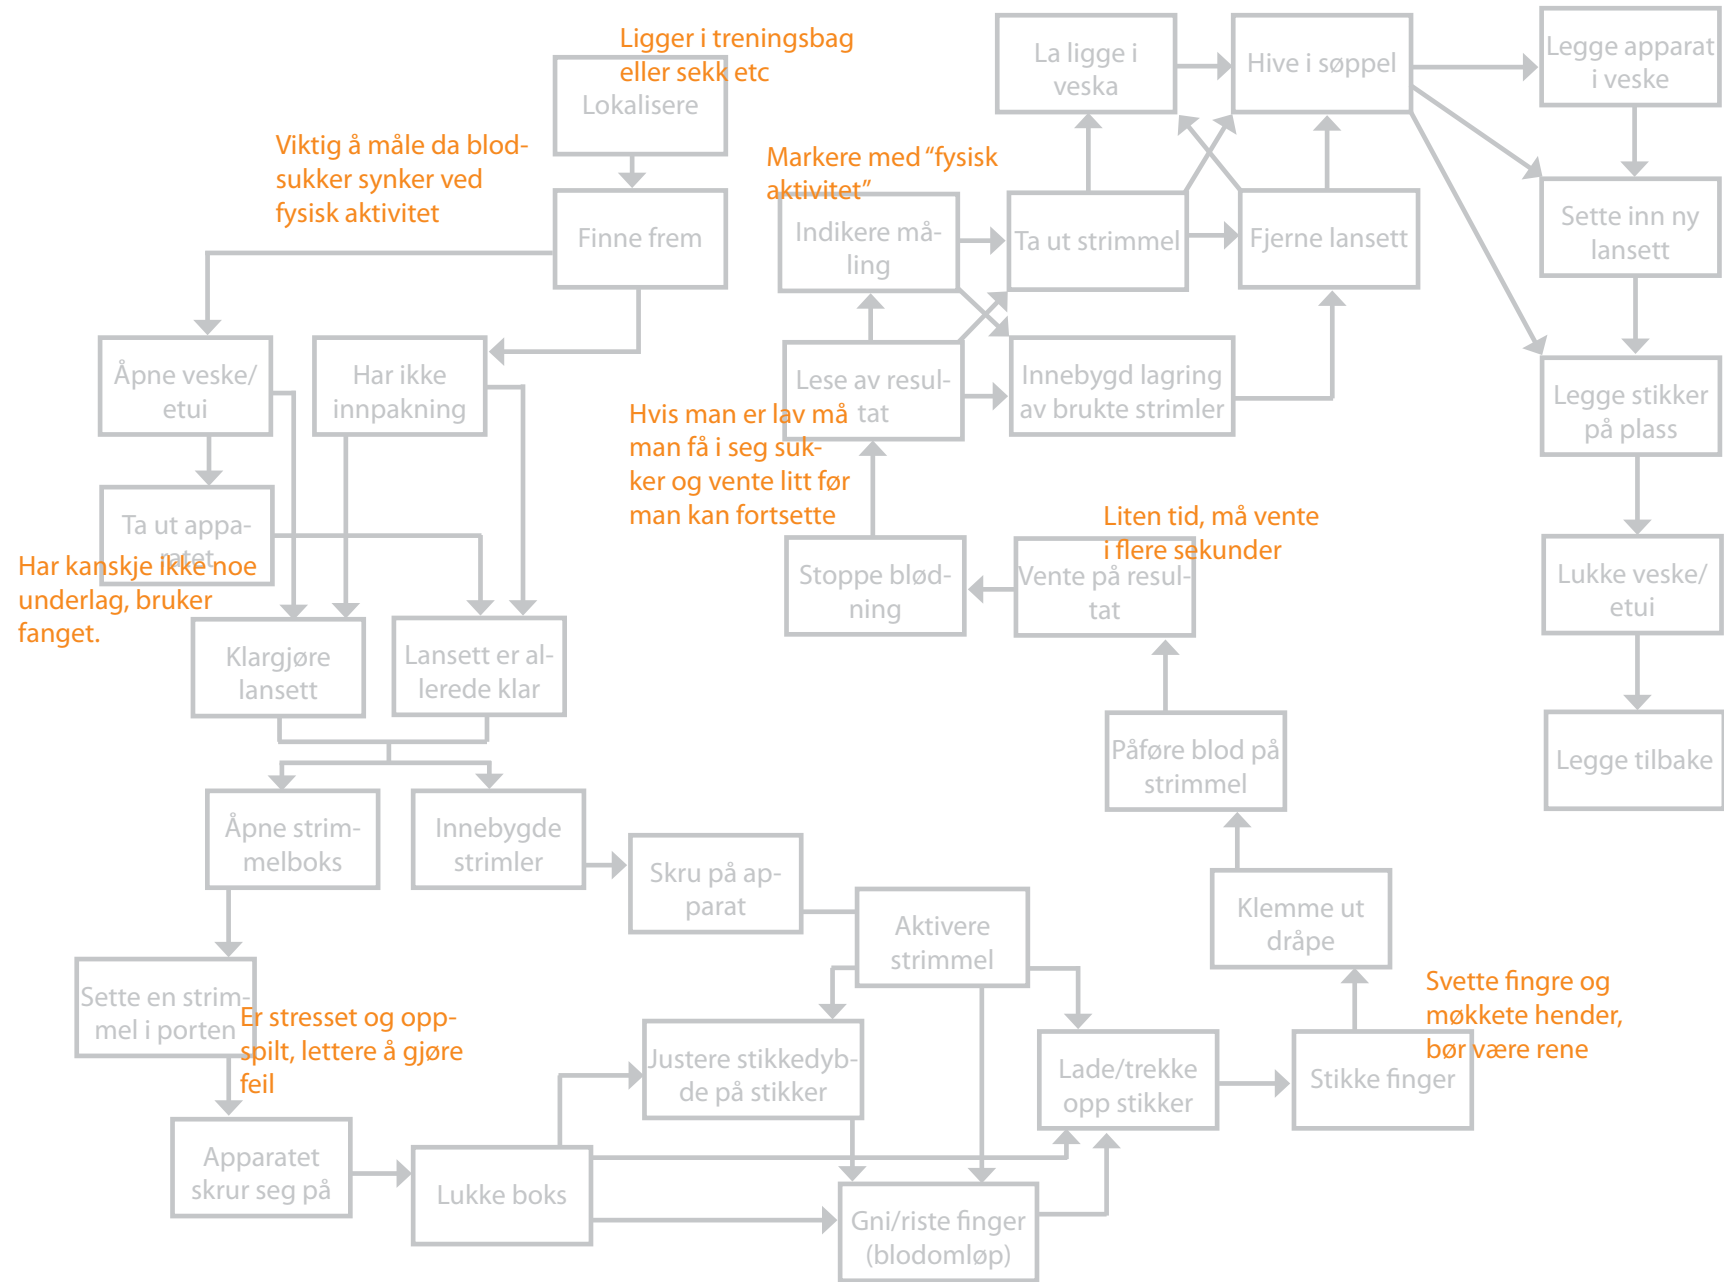 Ligger i treningsbag
eller sekk etc
Lokalisere
Viktig å måle da blod-
sukker synker ved
fysisk aktivitet
Finne frem
Åpne veske/
etui
Har ikke
innpakning
Ta ut appa-
ratet
Har kanskje ikke noe
underlag, bruker
fanget.
Klargjøre
lansett
Lansett er al-
lerede klar
Åpne strim-
melboks
Innebygde
strimler
Skru på ap-
parat
Aktivere
strimmel
Sette en strim-
mel i porten
Er stresset og opp-
spilt, lettere å gjøre
feil
Apparatet
skrur seg på
Lukke boks
Justere stikkedyb-
de på stikker
Gni/riste finger
(blodomløp)
Lade/trekke
opp stikker
Stikke finger
Svette fingre og
møkkete hender,
bør være rene
Klemme ut
dråpe
Påføre blod på
strimmel
Liten tid, må vente
i flere sekunder
Vente på resul-
tat
Stoppe blød-
ning
Hvis man er lav må
man få i seg suk-
ker og vente litt før
man kan fortsette
Lese av resul-
tat
Markere med “fysisk
aktivitet”
Indikere må-
ling
Innebygd lagring
av brukte strimler
Ta ut strimmel
Fjerne lansett
La ligge i
veska
Hive i søppel
Legge apparat
i veske
Sette inn ny
lansett
Legge stikker
på plass
Lukke veske/
etui
Legge tilbake